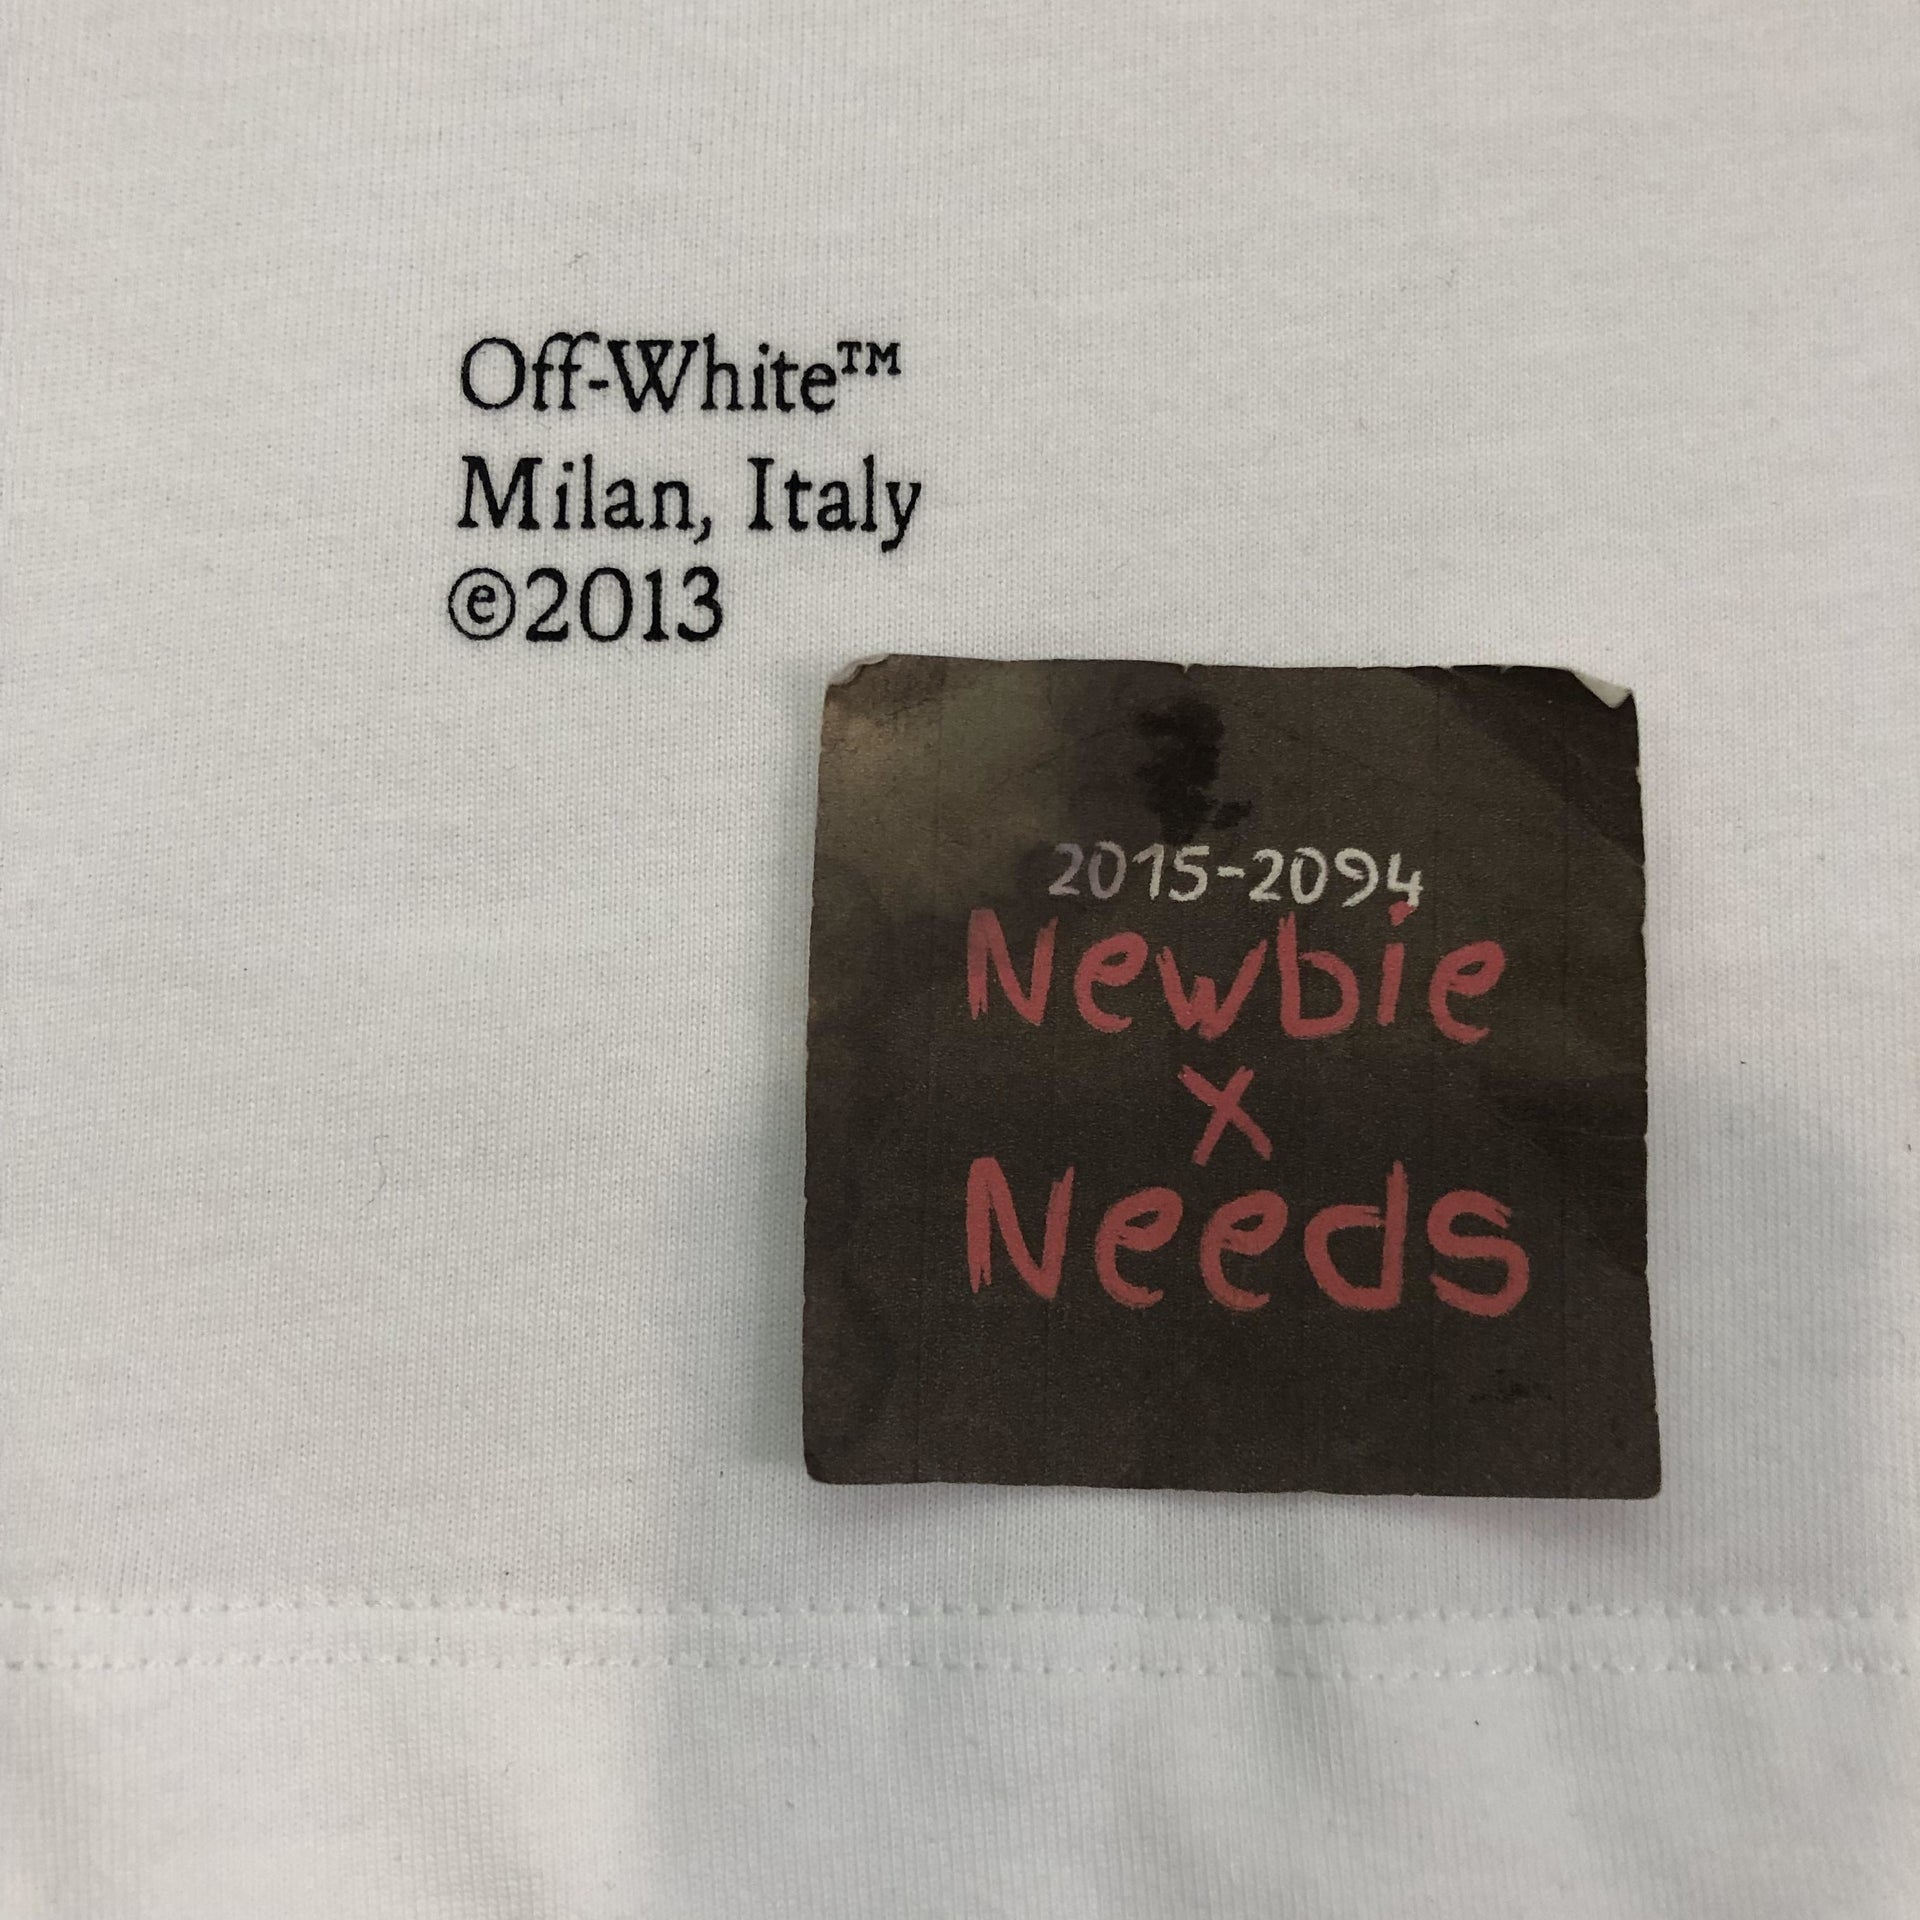 Off-White™
Milan, Italy
©2013
2015-2094
Newbie
x
Needs